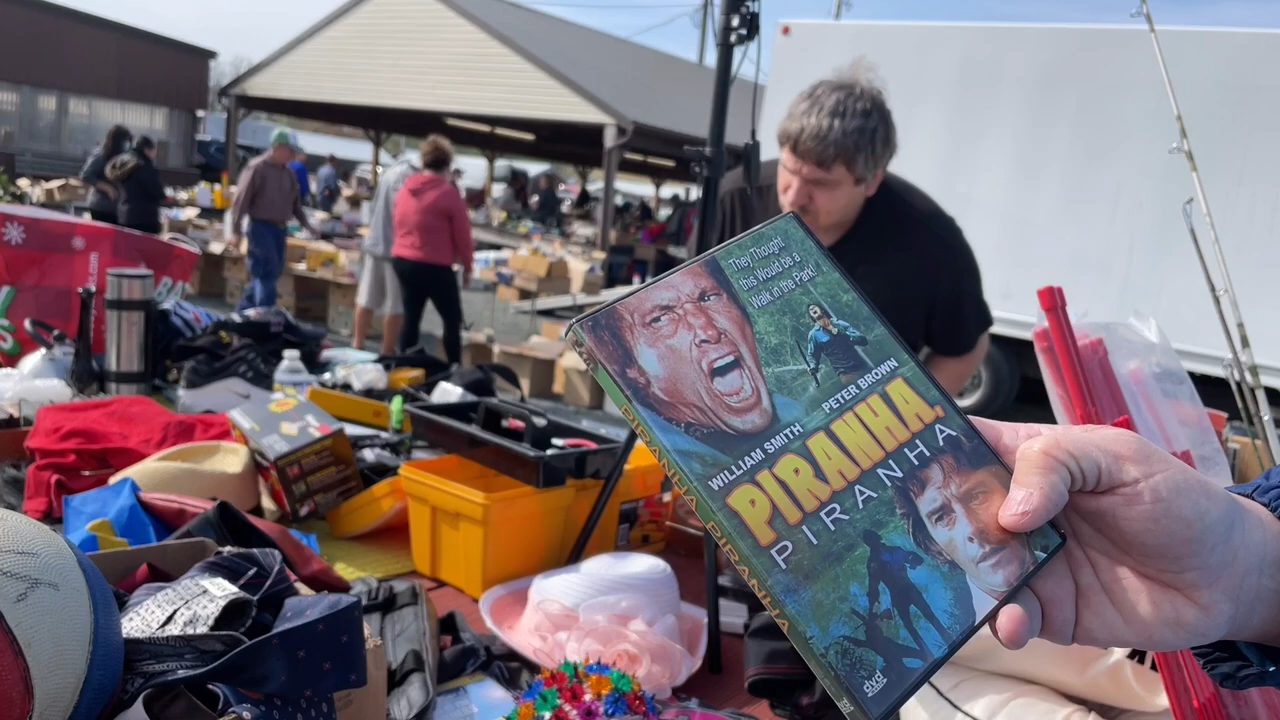 They Thought
this Would be a
Walk in the Park!
WILLIAM SMITH
PETER BROWN
PIRANHA,
PIRANHA
DVD
PIRANHA PIRANHA